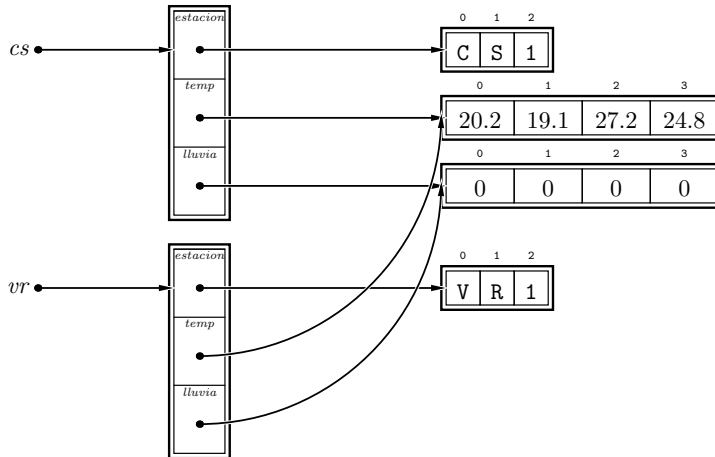 estacion 0 1 2
cs C S 1
temp 0 1 2 3
20.2 19.1 27.2 24.8
lluvia 0 1 2 3
0 0 0 0
estacion 0 1 2
vr V R 1
temp
lluvia